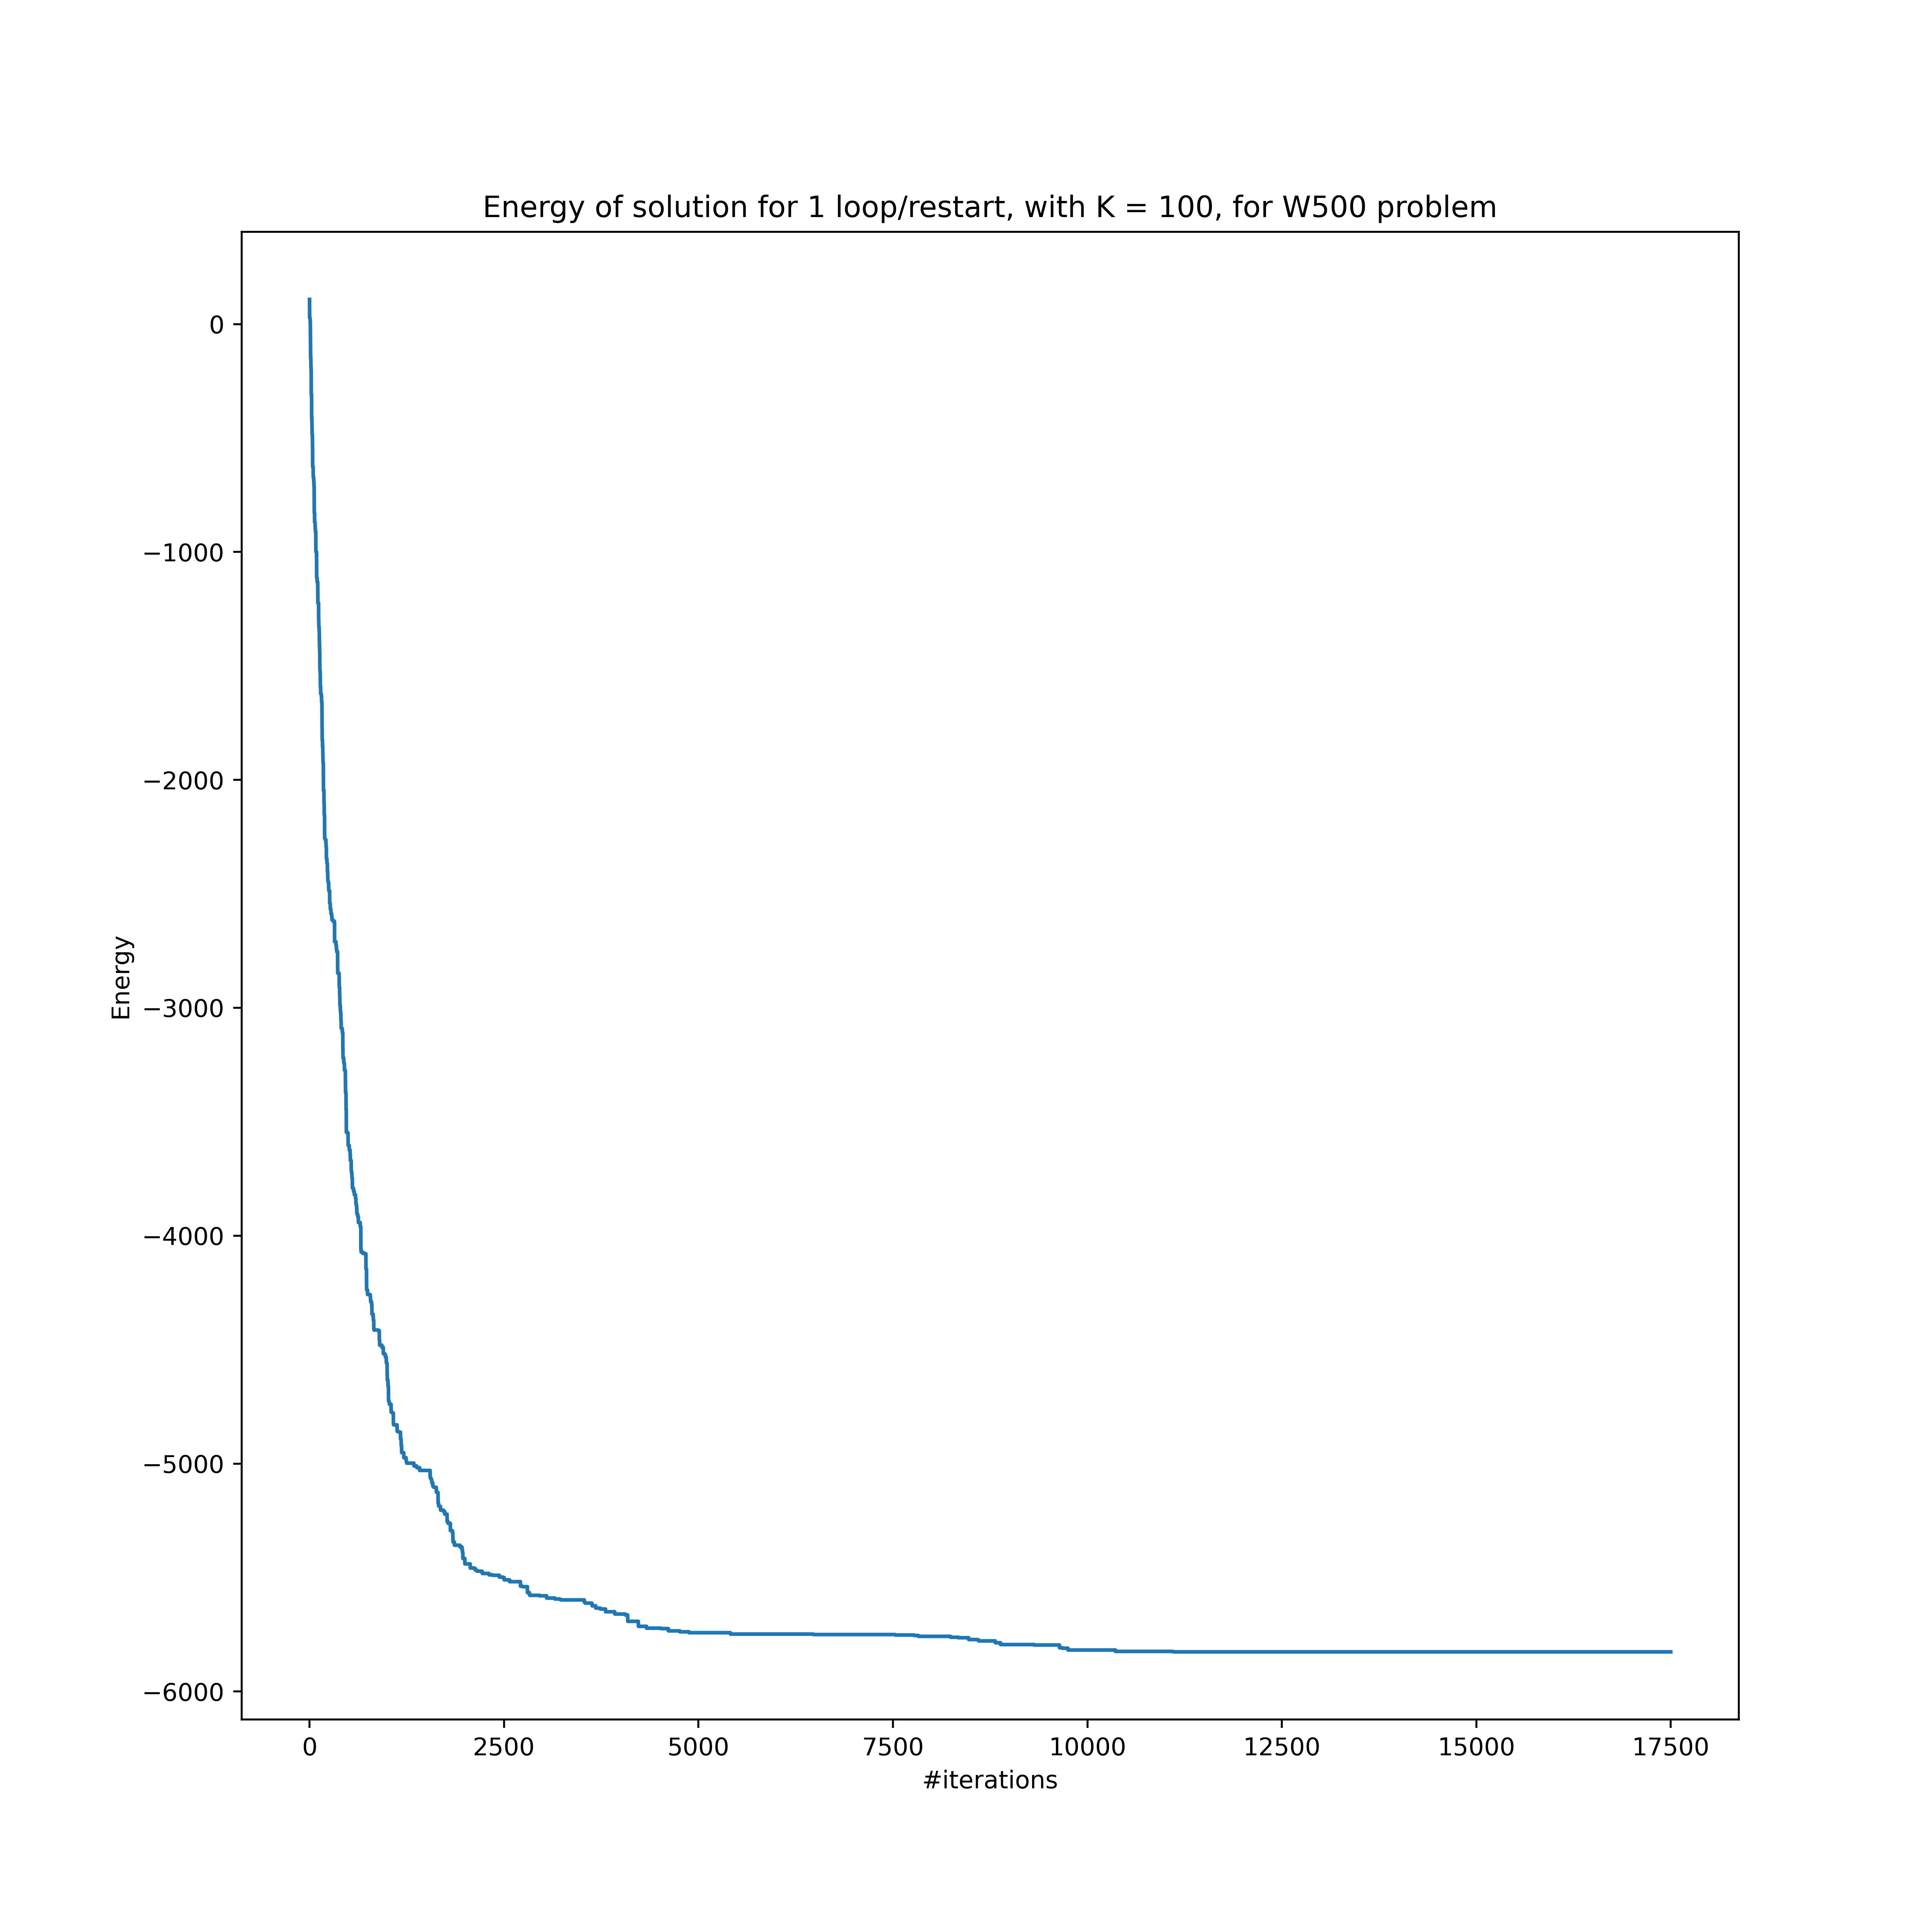 Energy of solution for 1 loop/restart, with K = 100, for W500 problem
0
−1000
−2000
−3000
−4000
−5000
−6000
Energy
0 2500 5000 7500 10000 12500 15000 17500
#iterations